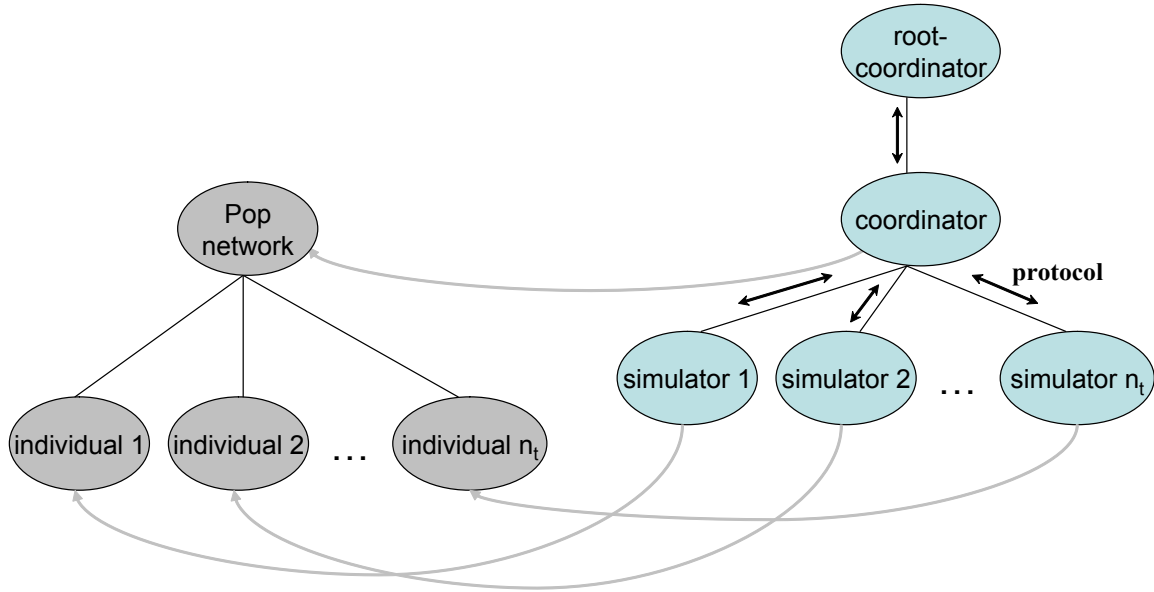 root-
coordinator
Pop
network
coordinator
protocol
simulator 1
simulator 2
...
simulator nₜ
individual 1
individual 2
...
individual nₜ